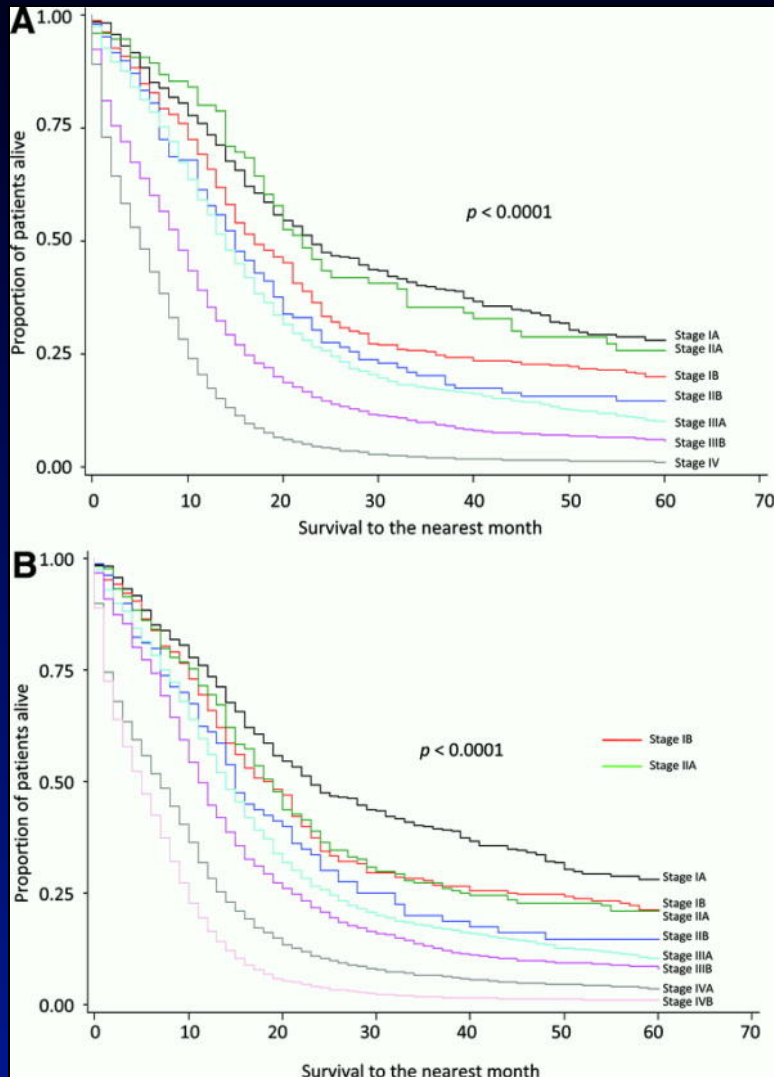 A
1.00
0.75
0.50
0.25
0.00
Proportion of patients alive
p < 0.0001
Stage IA
Stage IIA
Stage IB
Stage IIB
Stage IIIA
Stage IIIB
Stage IV
0 10 20 30 40 50 60 70
Survival to the nearest month
B
1.00
0.75
0.50
0.25
0.00
Proportion of patients alive
p < 0.0001
Stage IB
Stage IIA
Stage IA
Stage IB
Stage IIA
Stage IIB
Stage IIIA
Stage IIIB
Stage IVA
Stage IVB
0 10 20 30 40 50 60 70
Survival to the nearest month